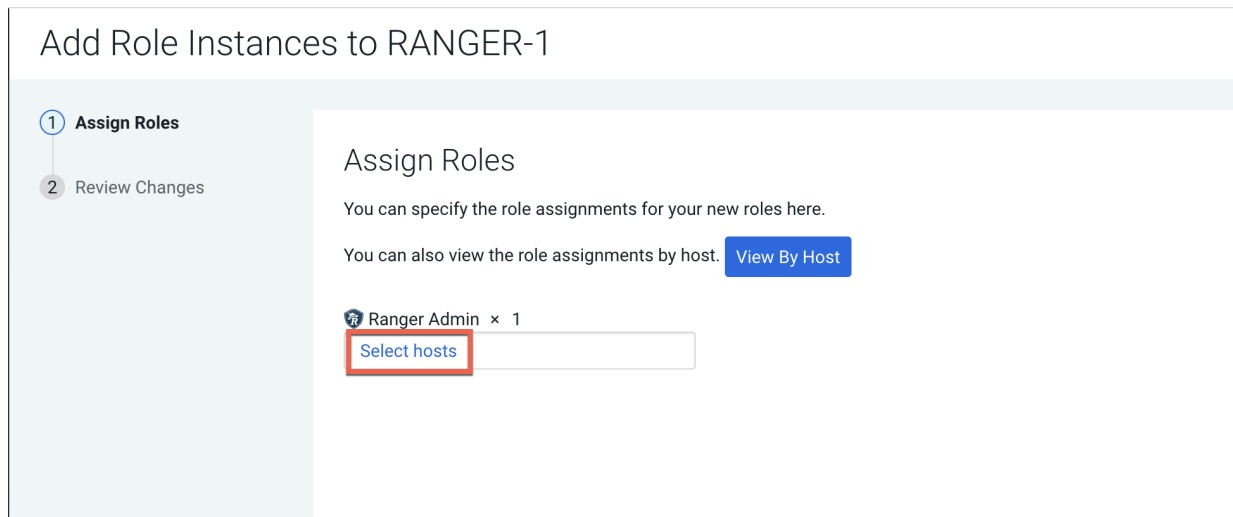 Add Role Instances to RANGER-1
1 Assign Roles
2 Review Changes
Assign Roles
You can specify the role assignments for your new roles here.
You can also view the role assignments by host. View By Host
Ranger Admin × 1
Select hosts